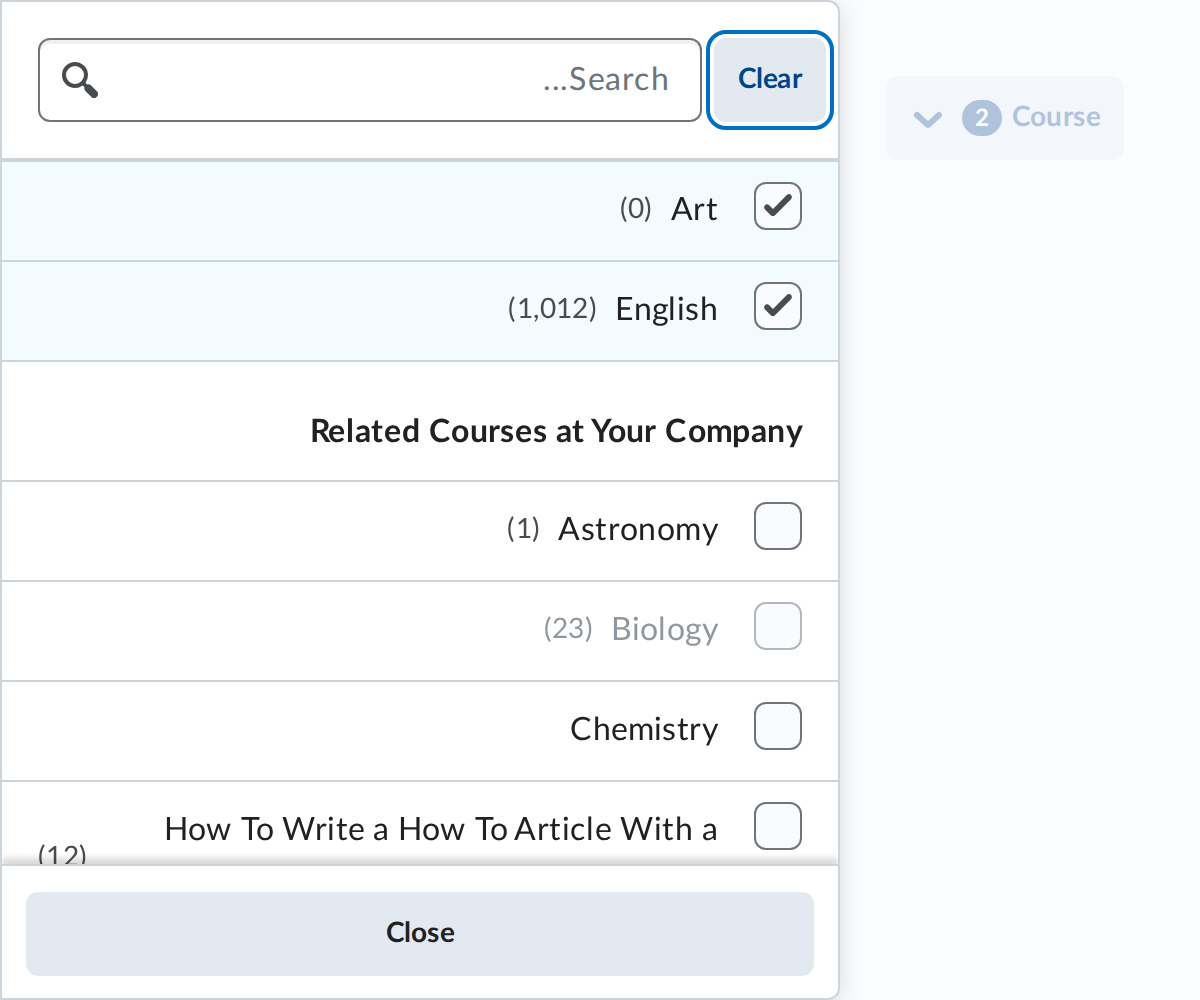 ...Search
Clear
2 Course
Art (0)
English (1,012)
Related Courses at Your Company
Astronomy (1)
Biology (23)
Chemistry
How To Write a How To Article With a
(12)
Close